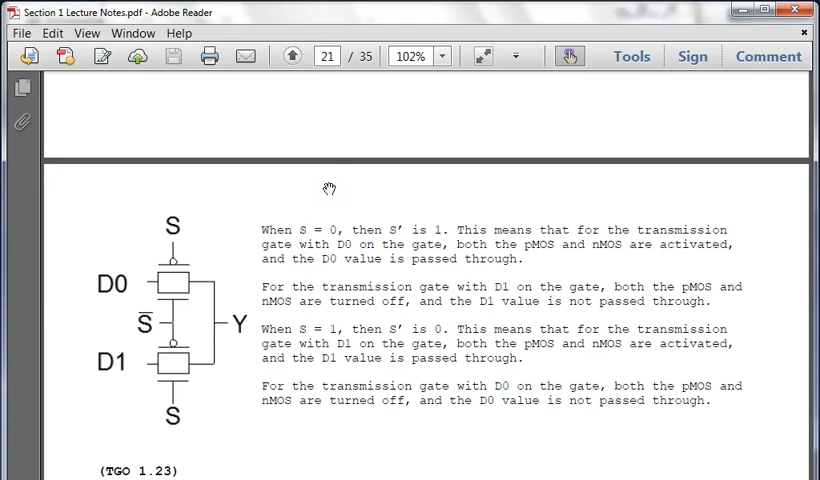 Section 1 Lecture Notes.pdf - Adobe Reader
File Edit View Window Help
21 / 35 102% Tools Sign Comment
S
When S = 0, then S’ is 1. This means that for the transmission
gate with D0 on the gate, both the pMOS and nMOS are activated,
and the D0 value is passed through.
D0
For the transmission gate with D1 on the gate, both the pMOS and
nMOS are turned off, and the D1 value is not passed through.
S̅ Y
When S = 1, then S’ is 0. This means that for the transmission
gate with D1 on the gate, both the pMOS and nMOS are activated,
and the D1 value is passed through.
D1
For the transmission gate with D0 on the gate, both the pMOS and
nMOS are turned off, and the D0 value is not passed through.
S
(TGO 1.23)